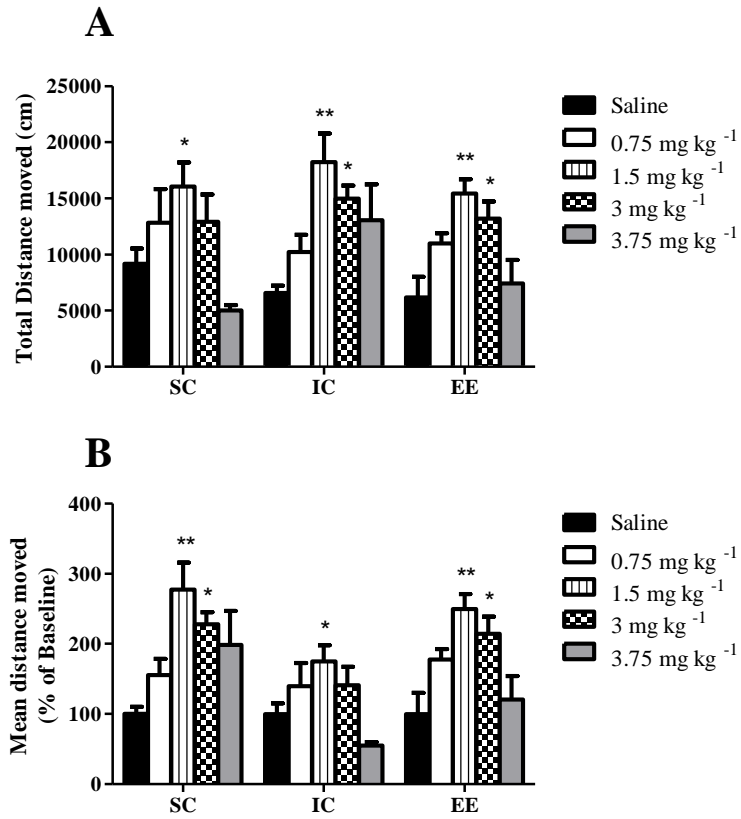 A
Total Distance moved (cm)
25000
20000
15000
10000
5000
0
* ** ** * *
SC IC EE
Saline
0.75 mg kg -1
1.5 mg kg -1
3 mg kg -1
3.75 mg kg -1
B
Mean distance moved
(% of Baseline)
400
300
200
100
0
** * * ** *
SC IC EE
Saline
0.75 mg kg -1
1.5 mg kg -1
3 mg kg -1
3.75 mg kg -1